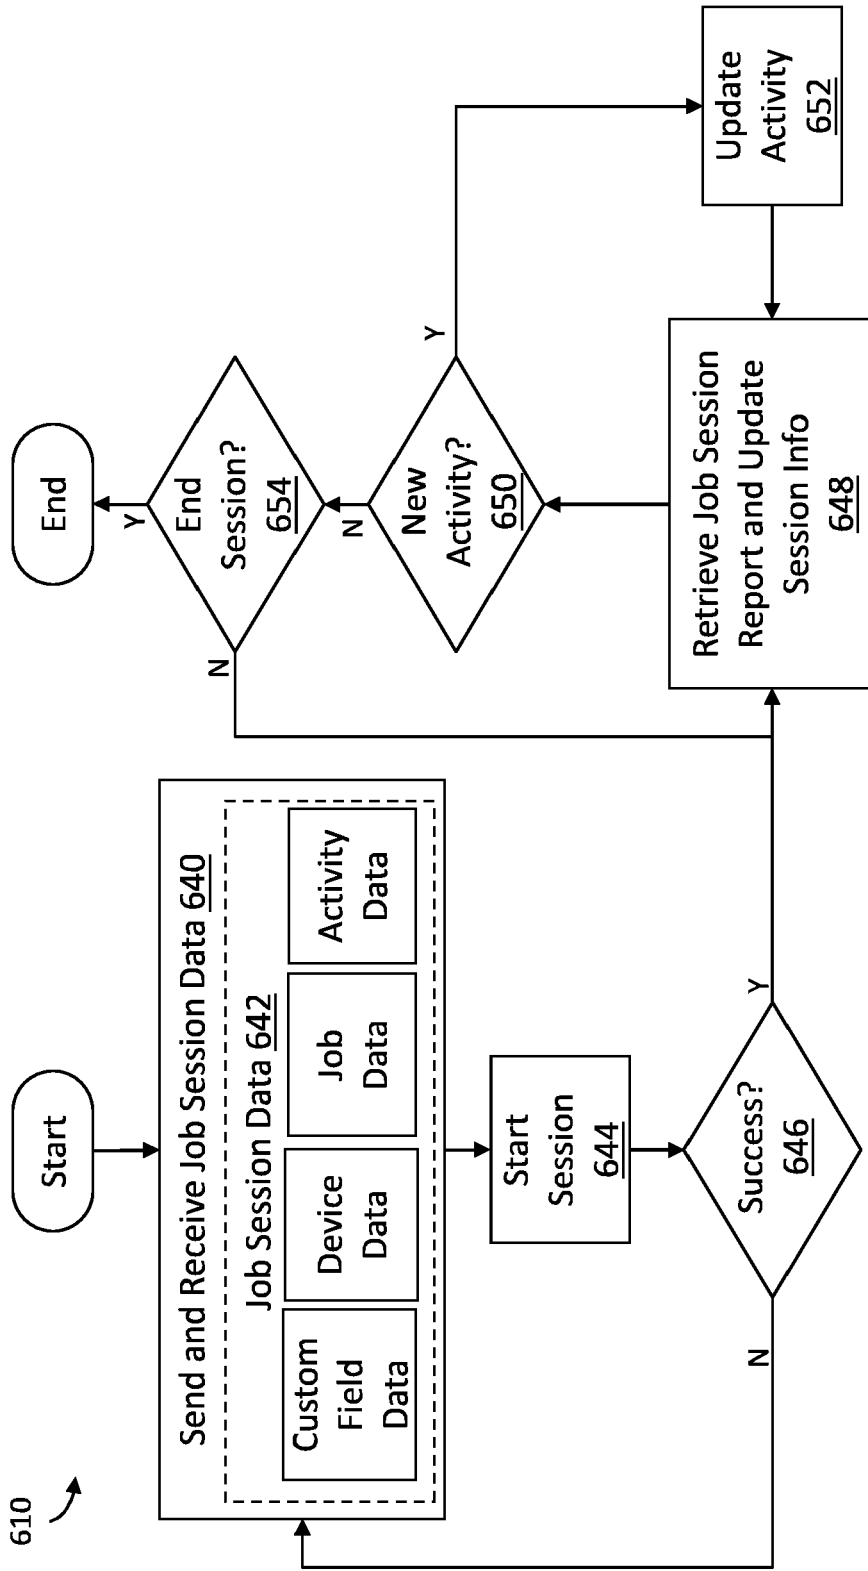 610
Start
Send and Receive Job Session Data 640
Job Session Data 642
Custom
Field
Data
Device
Data
Job
Data
Activity
Data
Start
Session
644
Success?
646
N
Y
Retrieve Job Session
Report and Update
Session Info
648
New
Activity?
650
Y
N
Update
Activity
652
End
Session?
654
N
Y
End